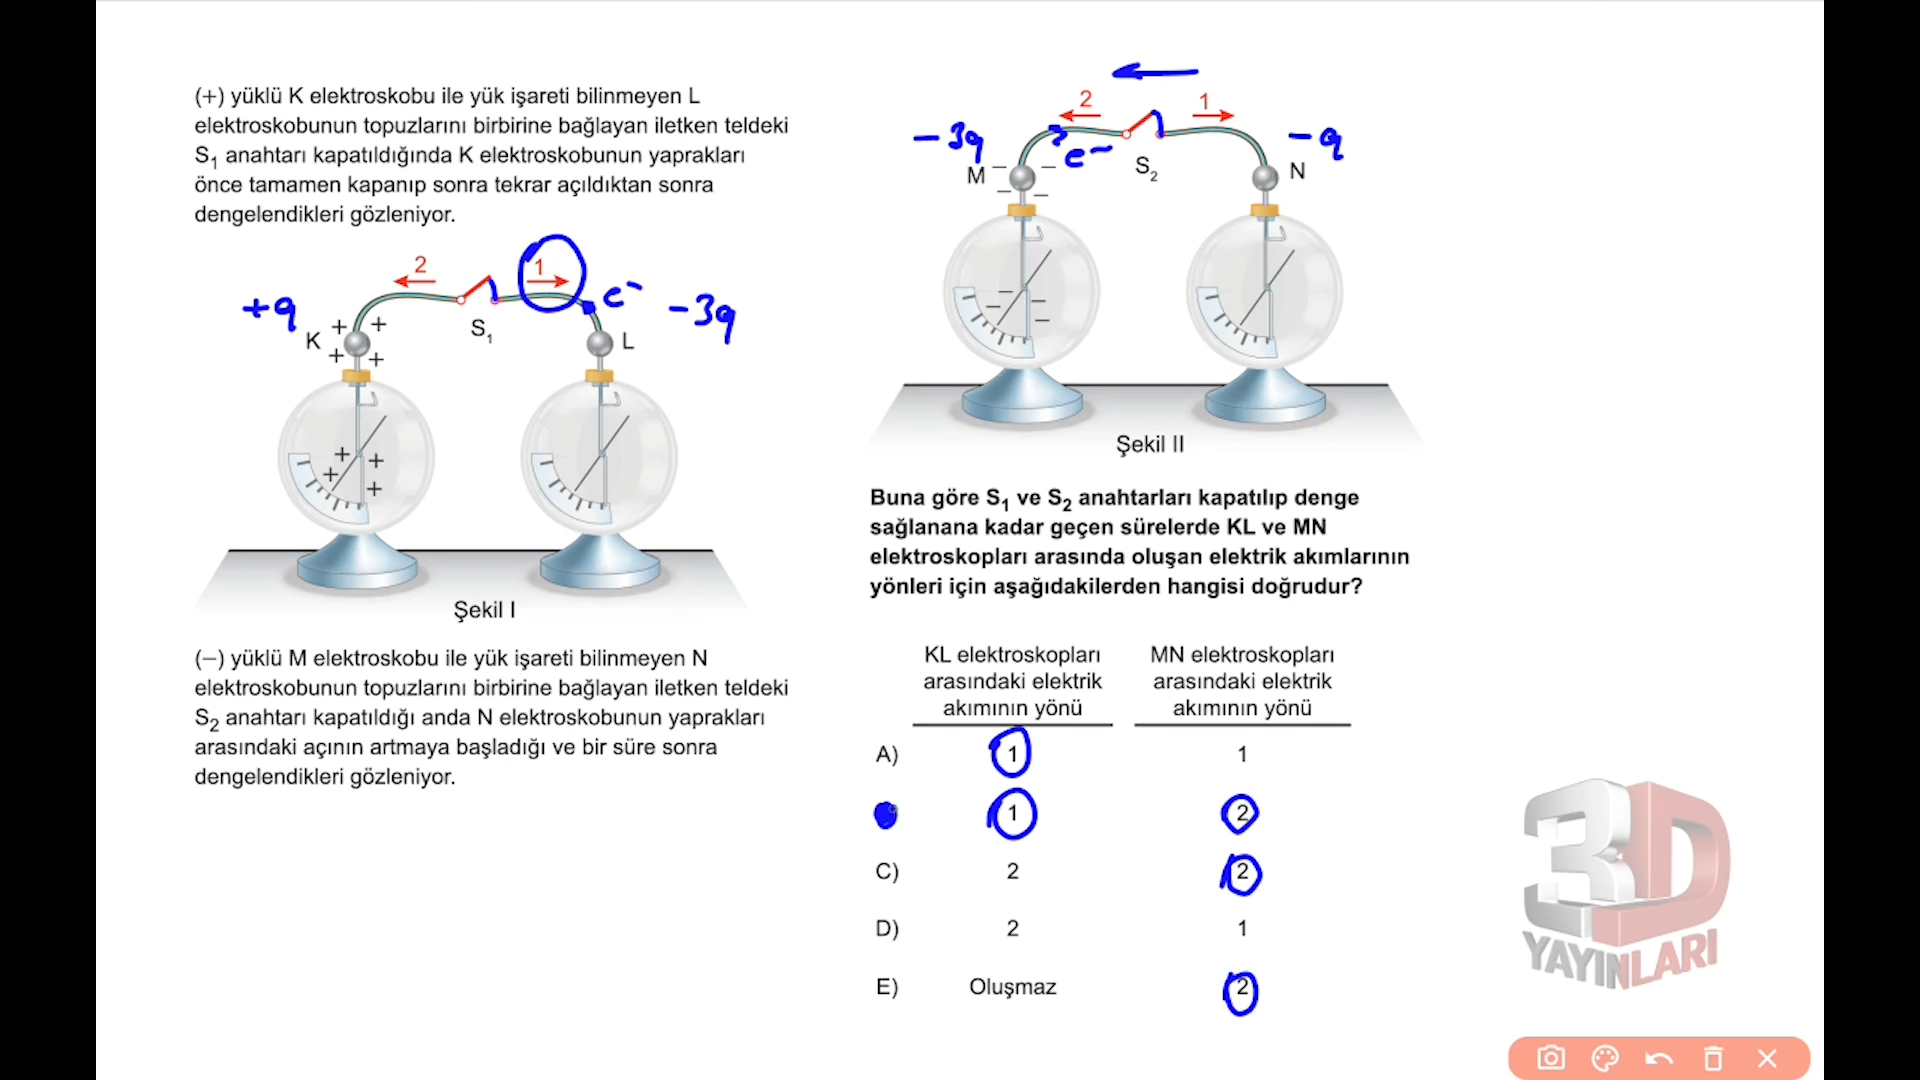 (+) yüklü K elektroskobu ile yük işareti bilinmeyen L
elektroskobunun topuzlarını birbirine bağlayan iletken teldeki
S₁ anahtarı kapatıldığında K elektroskobunun yaprakları
önce tamamen kapanıp sonra tekrar açıldıktan sonra
dengelendikleri gözleniyor.
2
1
e⁻
+q
-3q
K
S₁
L
+ + + +
+ + + +
Şekil I
(−) yüklü M elektroskobu ile yük işareti bilinmeyen N
elektroskobunun topuzlarını birbirine bağlayan iletken teldeki
S₂ anahtarı kapatıldığı anda N elektroskobunun yaprakları
arasındaki açının artmaya başladığı ve bir süre sonra
dengelendikleri gözleniyor.
2
1
-3q
e⁻
-q
M
S₂
N
− − − −
− − − −
Şekil II
Buna göre S₁ ve S₂ anahtarları kapatılıp denge
sağlanana kadar geçen sürelerde KL ve MN
elektroskopları arasında oluşan elektrik akımlarının
yönleri için aşağıdakilerden hangisi doğrudur?
KL elektroskopları MN elektroskopları
arasındaki elektrik arasındaki elektrik
akımının yönü akımının yönü
A) 1 1
1 2
C) 2 2
D) 2 1
E) Oluşmaz 2
3D
YAYINLARI